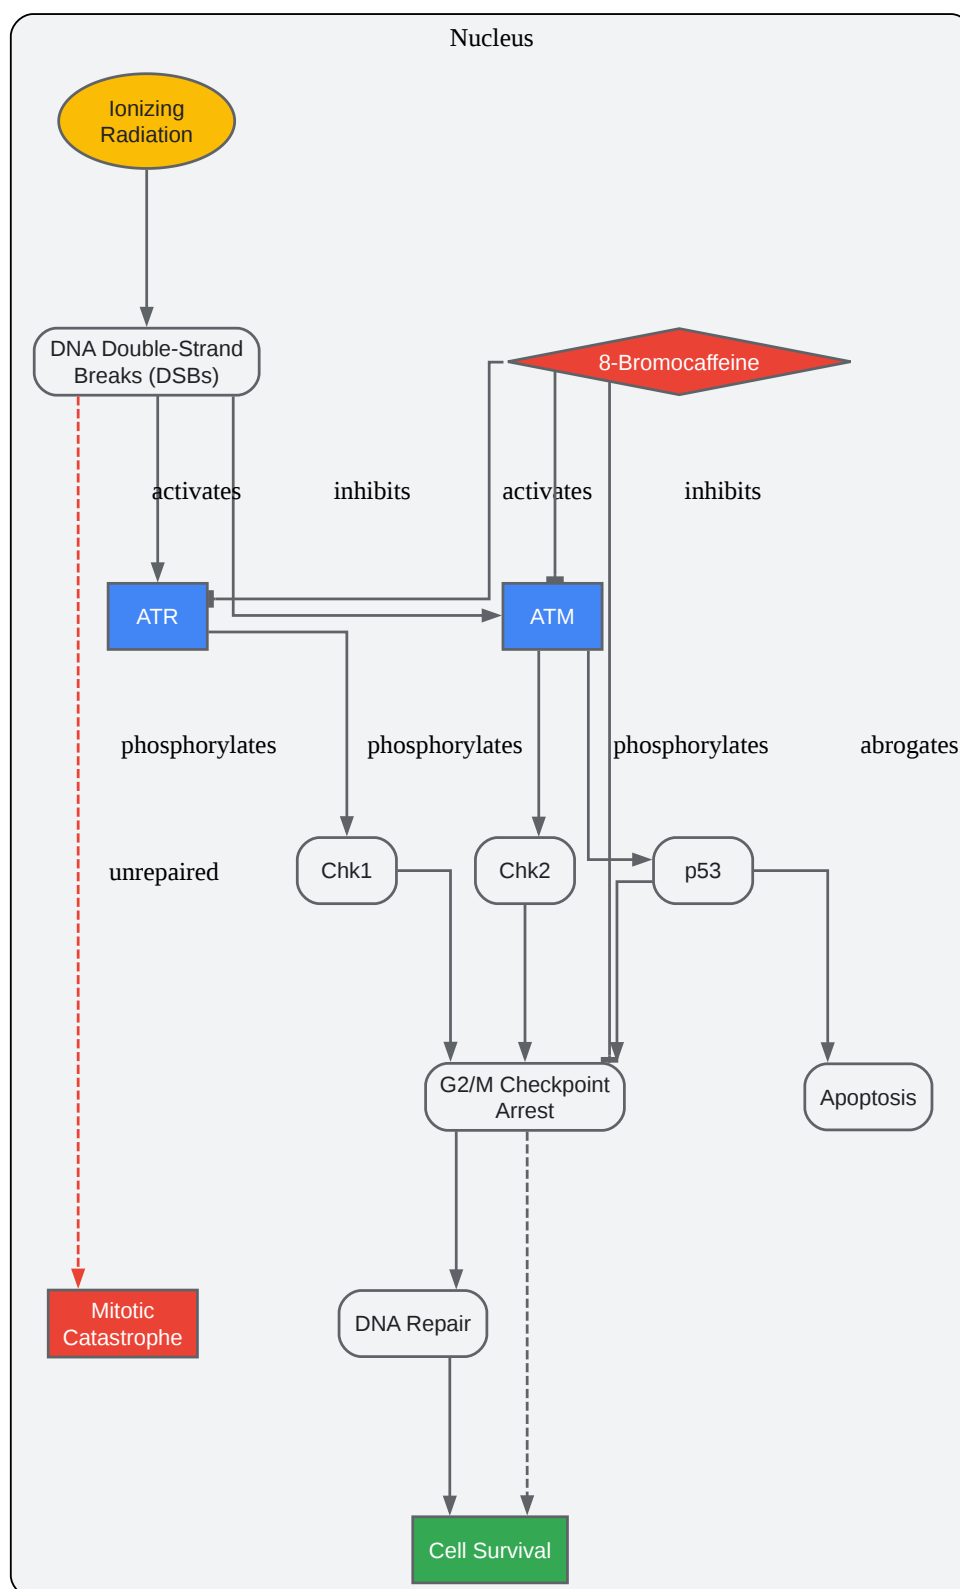 Nucleus
Ionizing
Radiation
DNA Double-Strand
Breaks (DSBs)
8-Bromocaffeine
activates
inhibits
activates
inhibits
ATR
ATM
phosphorylates
phosphorylates
phosphorylates
abrogates
unrepaired
Chk1
Chk2
p53
G2/M Checkpoint
Arrest
Apoptosis
Mitotic
Catastrophe
DNA Repair
Cell Survival